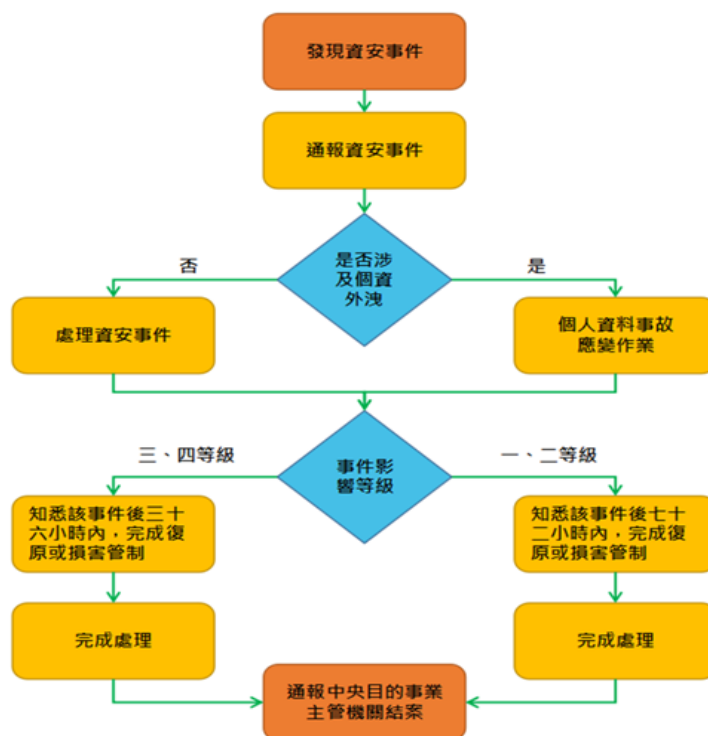 發現資安事件
通報資安事件
是否涉
及個資
外洩
否
是
處理資安事件
個人資料事故
應變作業
事件影
響等級
三、四等級
一、二等級
知悉該事件後三十
六小時內，完成復
原或損害管制
知悉該事件後七十
二小時內，完成復
原或損害管制
完成處理
完成處理
通報中央目的事業
主管機關結案